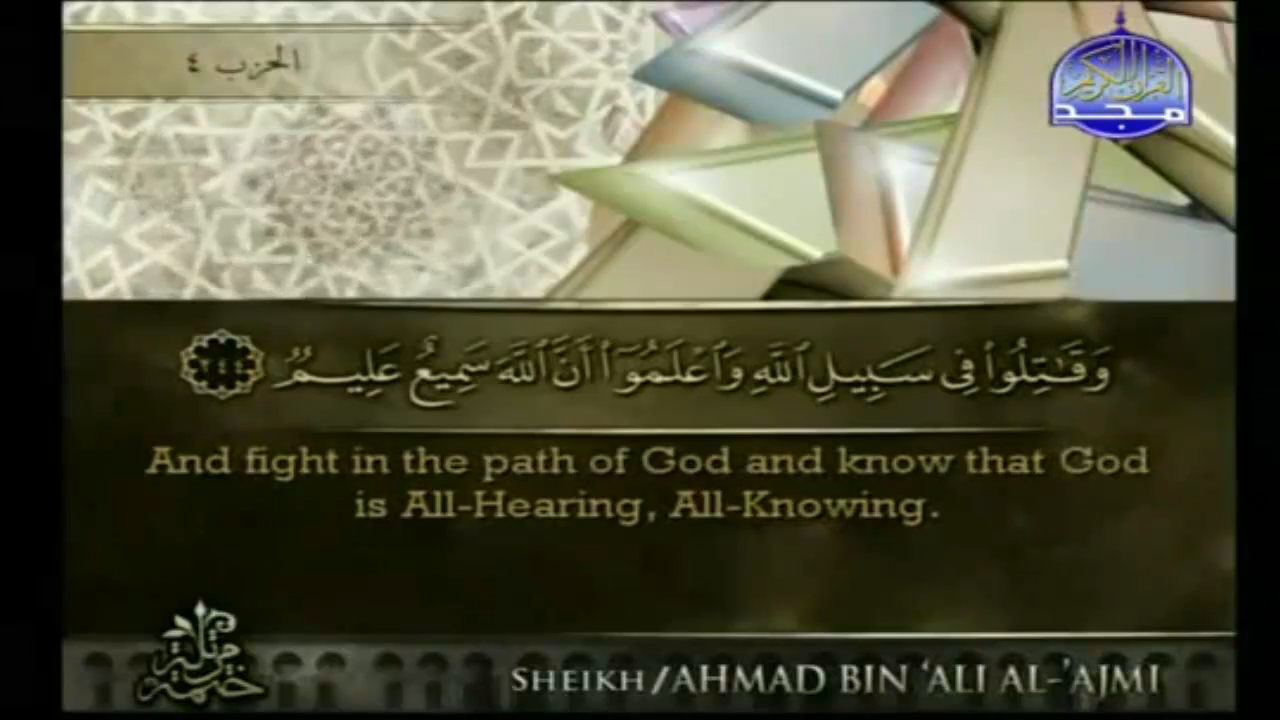 الحزب ٤
القرآن الكريم
مجد
وَقَٰتِلُوا۟ فِى سَبِيلِ ٱللَّهِ وَٱعْلَمُوٓا۟ أَنَّ ٱللَّهَ سَمِيعٌ عَلِيمٌ ٢٤٤
And fight in the path of God and know that God
is All-Hearing, All-Knowing.
ختمة مرتلة
SHEIKH/AHMAD BIN ‘ALI AL-’AJMI